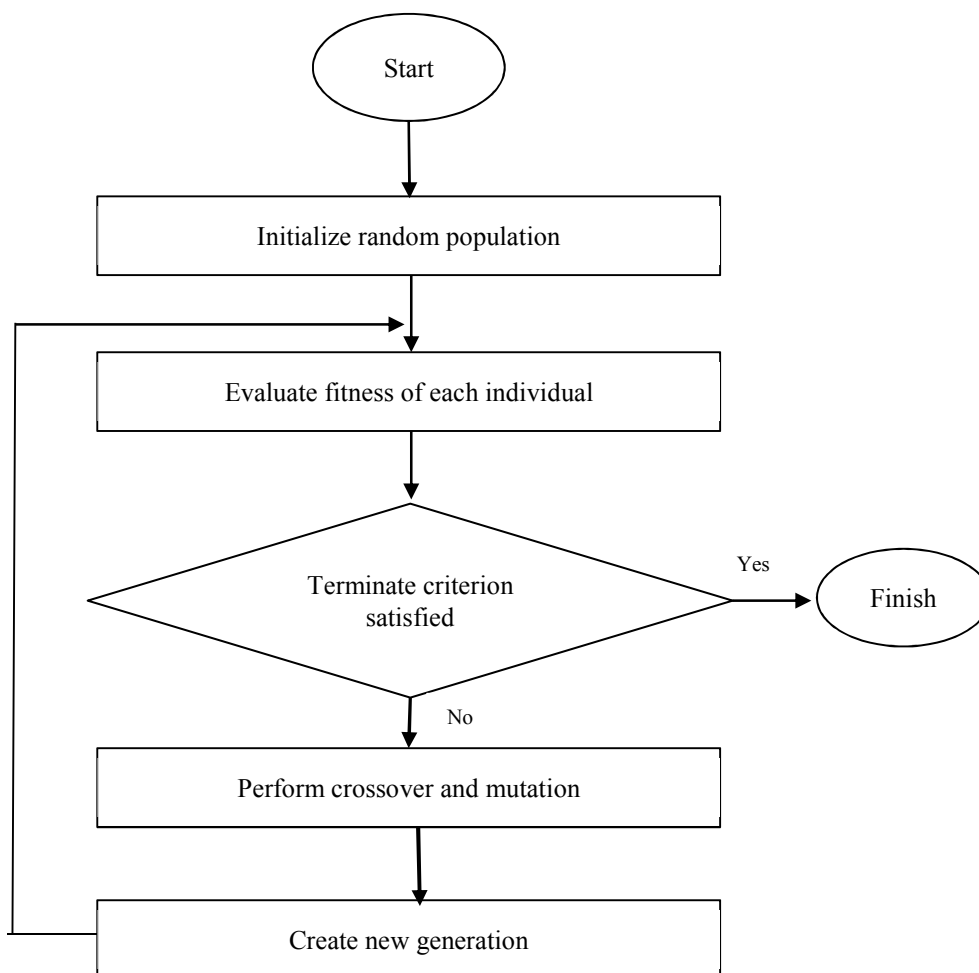 Start
Initialize random population
Evaluate fitness of each individual
Terminate criterion
satisfied
Yes
Finish
No
Perform crossover and mutation
Create new generation